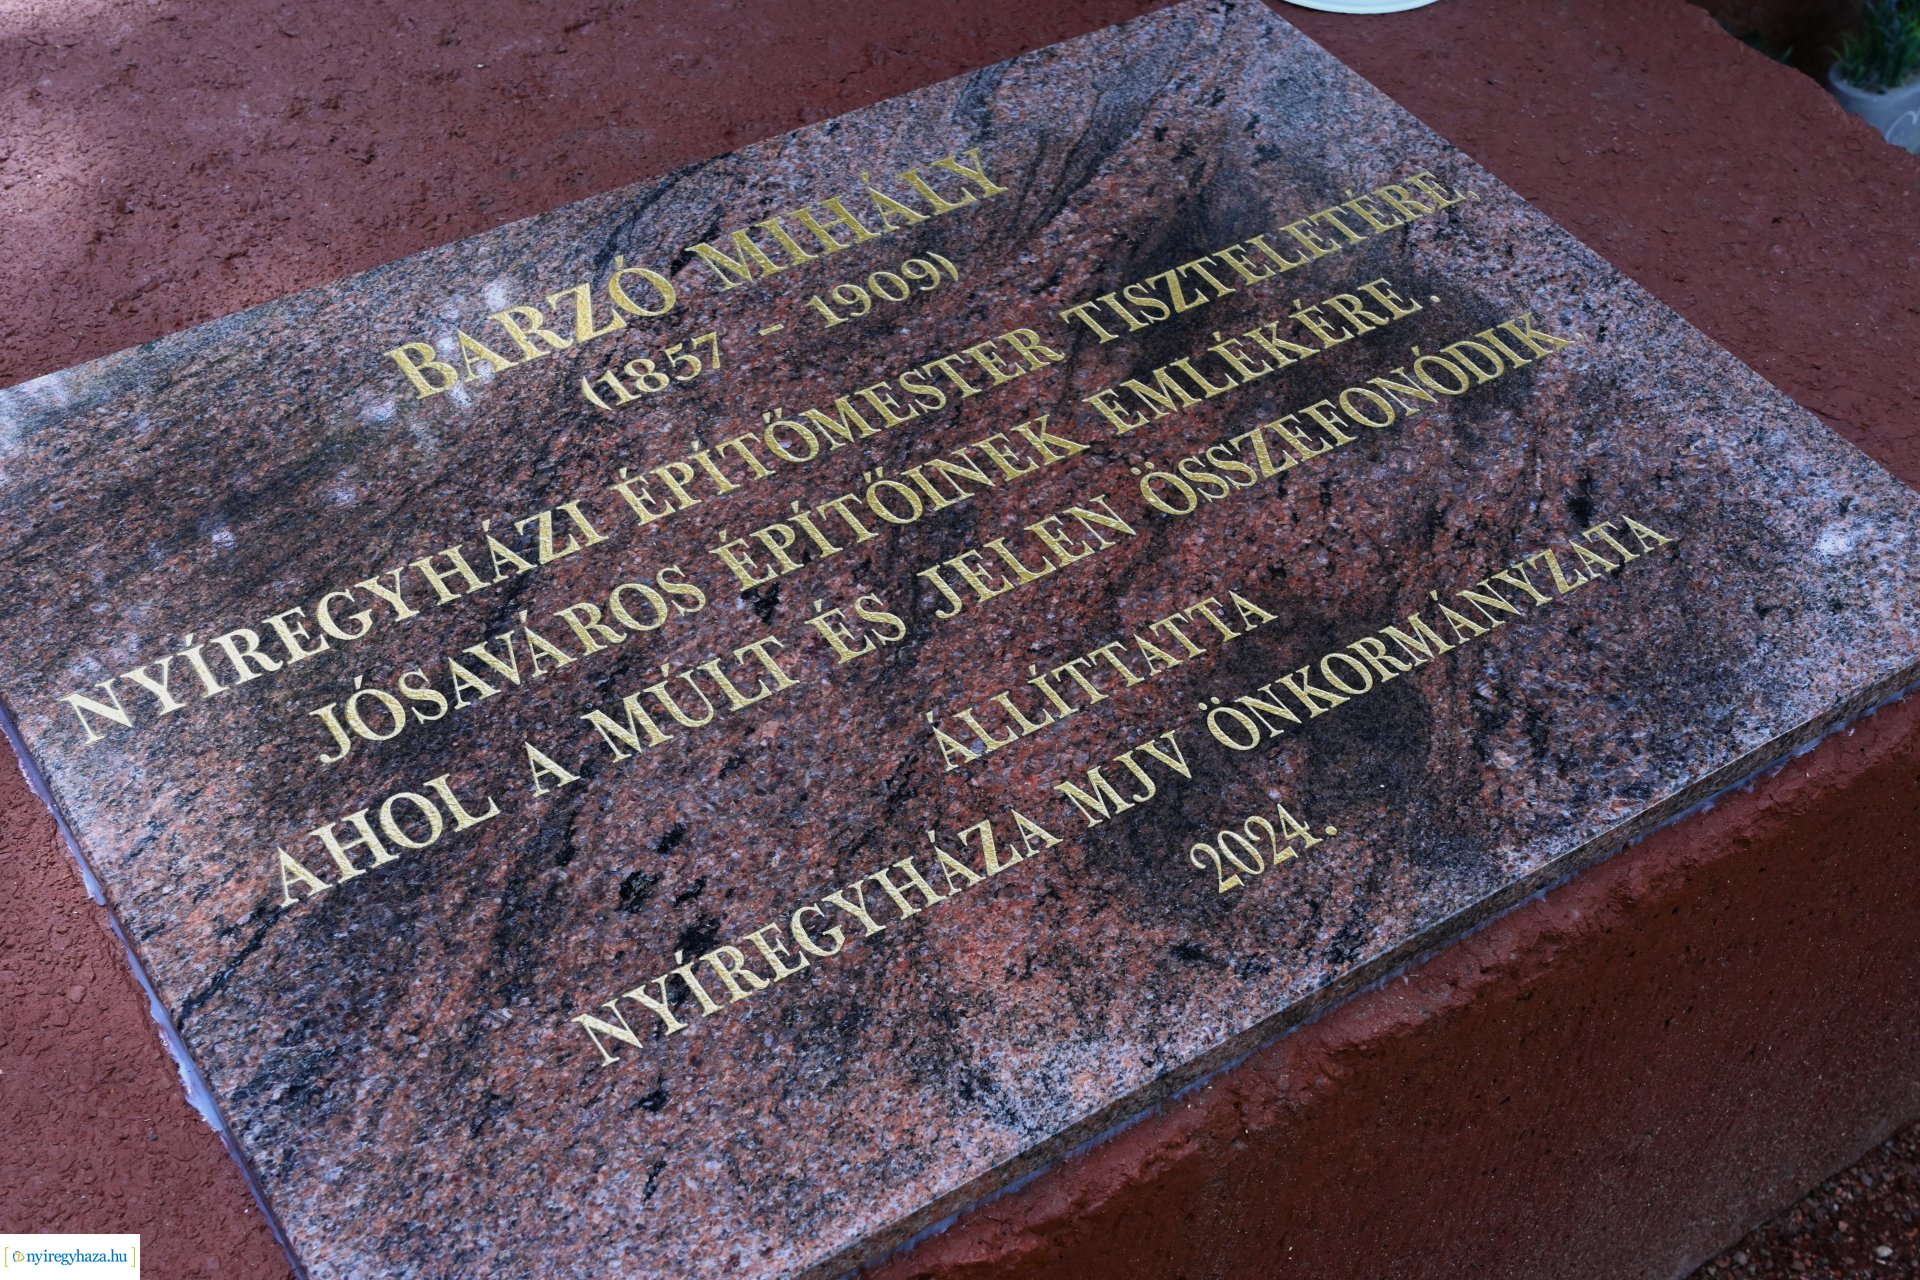 BARZÓ MIHÁLY
(1857 - 1909)
NYÍREGYHÁZI ÉPÍTŐMESTER TISZTELETÉRE,
JÓSAVÁROS ÉPÍTŐINEK EMLÉKÉRE.
AHOL A MÚLT ÉS JELEN ÖSSZEFONÓDIK
ÁLLÍTTATTA
NYÍREGYHÁZA MJV ÖNKORMÁNYZATA
2024.
nyiregyhaza.hu